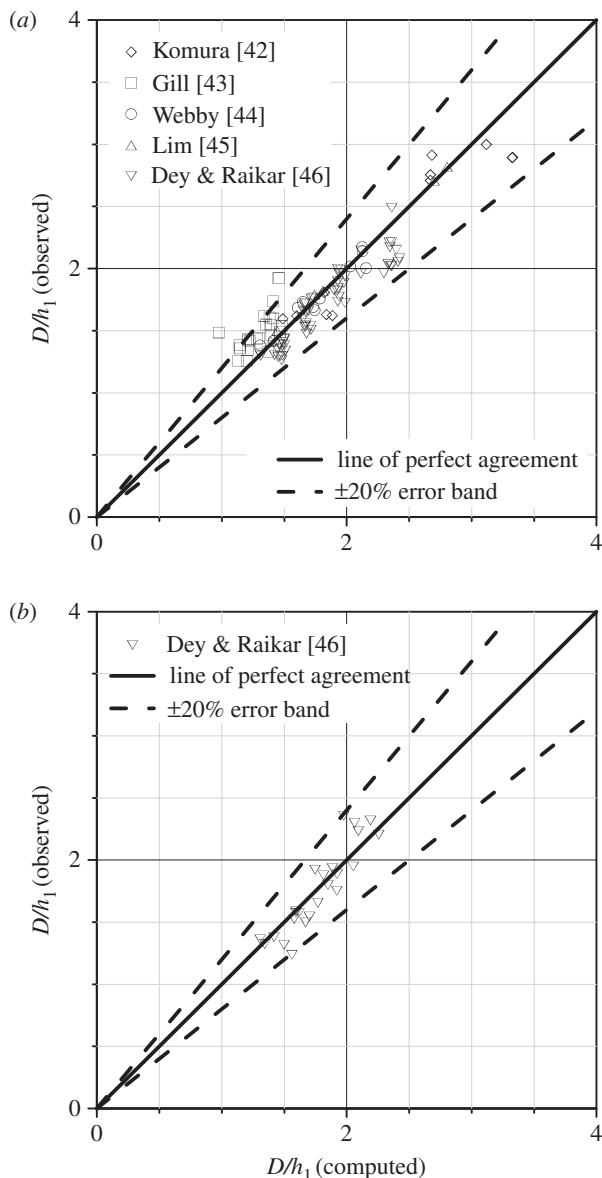 (a)
4
Komura [42]
Gill [43]
Webby [44]
Lim [45]
Dey & Raikar [46]
D/h₁ (observed)
2
line of perfect agreement
±20% error band
0
0 2 4
(b)
4
Dey & Raikar [46]
line of perfect agreement
±20% error band
D/h₁ (observed)
2
0
0 2 4
D/h₁ (computed)